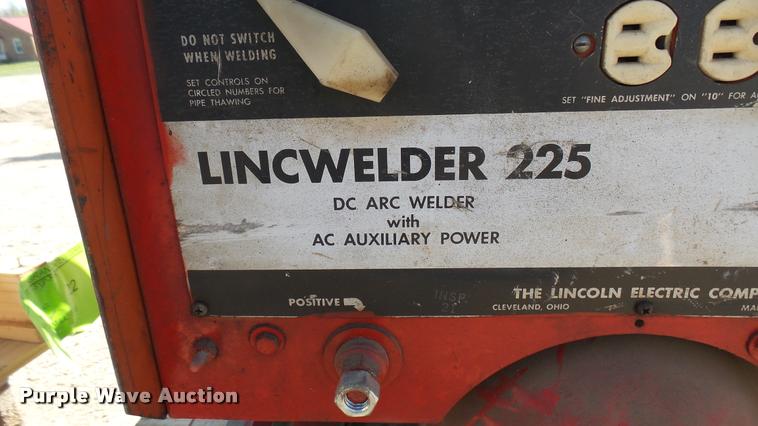 DO NOT SWITCH
WHEN WELDING
SET CONTROLS ON
CIRCLED NUMBERS FOR
PIPE THAWING
SET "FINE ADJUSTMENT" ON "10" FOR
LINCWELDER 225
DC ARC WELDER
with
AC AUXILIARY POWER
POSITIVE
INSP.
21
THE LINCOLN ELECTRIC COMP
CLEVELAND, OHIO
Purple Wave Auction